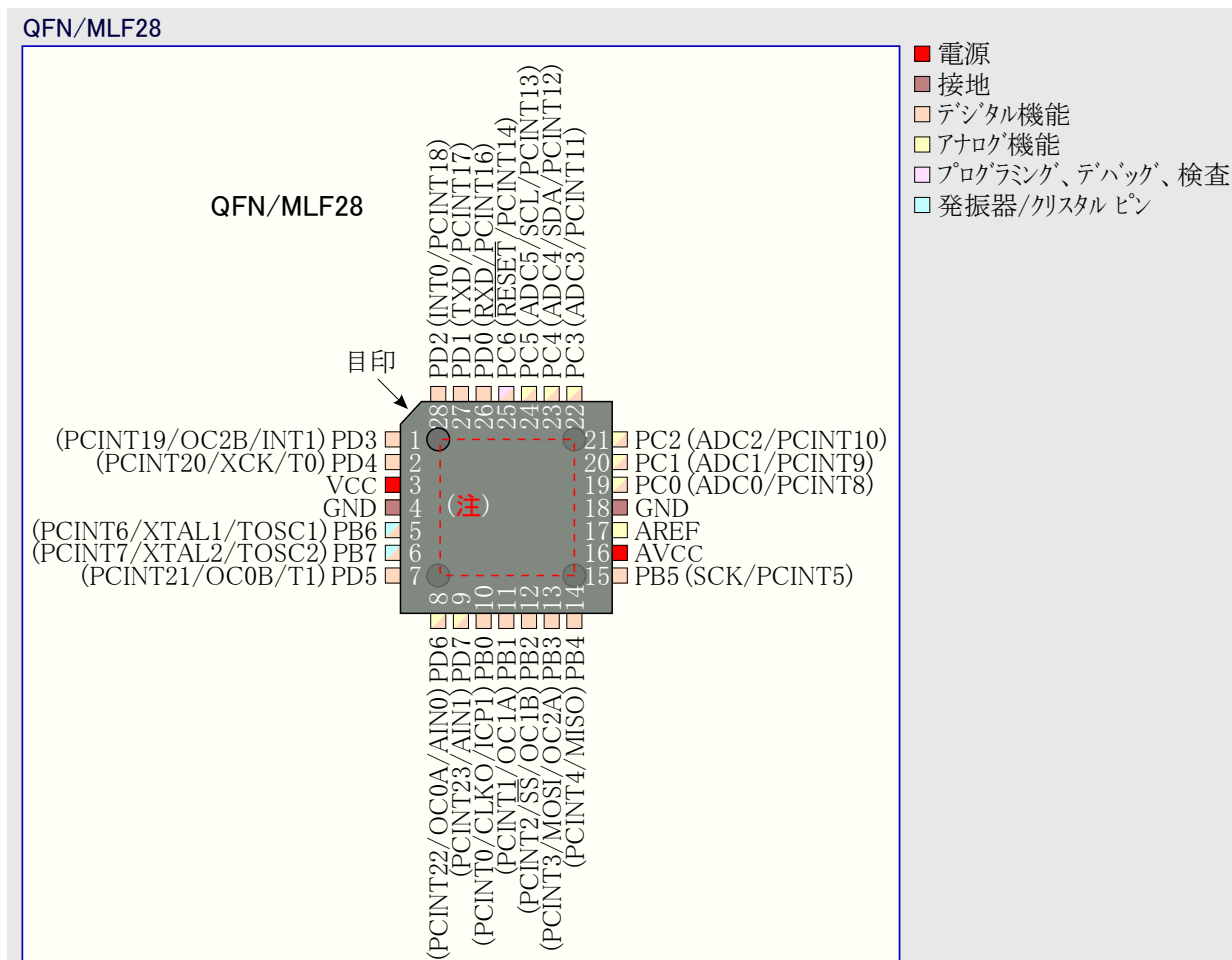 QFN/MLF28
電源
接地
デジタル機能
アナログ機能
プログラミング、デバッグ、検査
発振器/クリスタル ピン
QFN/MLF28
目印
PD2 (INT0/PCINT18)
PD1 (TXD/PCINT17)
PD0 (RXD/PCINT16)
PC6 (RESET/PCINT14)
PC5 (ADC5/SCL/PCINT13)
PC4 (ADC4/SDA/PCINT12)
PC3 (ADC3/PCINT11)
28 27 26 25 24 23 22
(PCINT19/OC2B/INT1) PD3 1
(PCINT20/XCK/T0) PD4 2
VCC 3
GND 4
(PCINT6/XTAL1/TOSC1) PB6 5
(PCINT7/XTAL2/TOSC2) PB7 6
(PCINT21/OC0B/T1) PD5 7
(注)
21 PC2 (ADC2/PCINT10)
20 PC1 (ADC1/PCINT9)
19 PC0 (ADC0/PCINT8)
18 GND
17 AREF
16 AVCC
15 PB5 (SCK/PCINT5)
8 9 10 11 12 13 14
(PCINT22/OC0A/AIN0) PD6
(PCINT23/AIN1) PD7
(PCINT0/CLKO/ICP1) PB0
(PCINT1/OC1A) PB1
(PCINT2/SS/OC1B) PB2
(PCINT3/MOSI/OC2A) PB3
(PCINT4/MISO) PB4